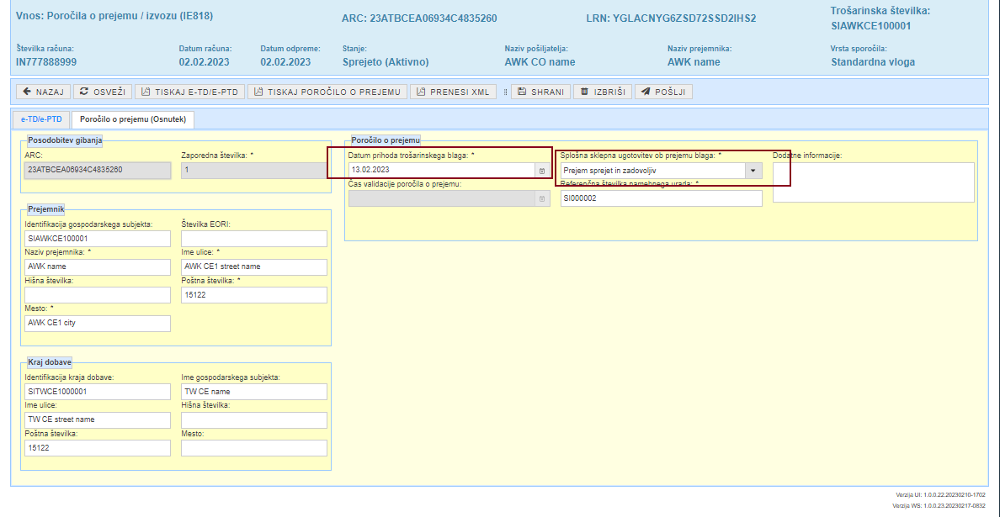 Vnos: Poročila o prejemu / izvozu (IE818)
ARC: 23ATBCEA06934C4835260
LRN: YGLACNYG6ZSD72SSD2IHS2
Trošarinska številka:
SIAWKCE100001
Številka računa:
IN777888999
Datum računa:
02.02.2023
Datum odpreme:
02.02.2023
Stanje:
Sprejeto (Aktivno)
Naziv pošiljatelja:
AWK CO name
Naziv prejemnika:
AWK name
Vrsta sporočila:
Standardna vloga
NAZAJ
OSVEŽI
TISKAJ E-TD/E-PTD
TISKAJ POROČILO O PREJEMU
PRENESI XML
SHRANI
IZBRIŠI
POŠLJI
e-TD/e-PTD
Poročilo o prejemu (Osnutek)
Posodobitev gibanja
ARC:
23ATBCEA06934C4835260
Zaporedna številka: *
1
Prejemnik
Identifikacija gospodarskega subjekta:
SIAWKCE100001
Številka EORI:
Naziv prejemnika: *
AWK name
Ime ulice: *
AWK CE1 street name
Hišna številka:
Poštna številka: *
15122
Mesto: *
AWK CE1 city
Kraj dobave
Identifikacija kraja dobave:
SITWCE1000001
Ime gospodarskega subjekta:
TW CE name
Ime ulice:
TW CE street name
Hišna številka:
Poštna številka:
15122
Mesto:
Poročilo o prejemu
Datum prihoda trošarinskega blaga: *
13.02.2023
Splošna sklepna ugotovitev ob prejemu blaga: *
Prejem sprejet in zadovoljiv
Dodatne informacije:
Čas validacije poročila o prejemu:
Referenčna številka namebnega urada: *
SI000002
Verzija UI: 1.0.0.22.20230210-1702
Verzija WS: 1.0.0.23.20230217-0832